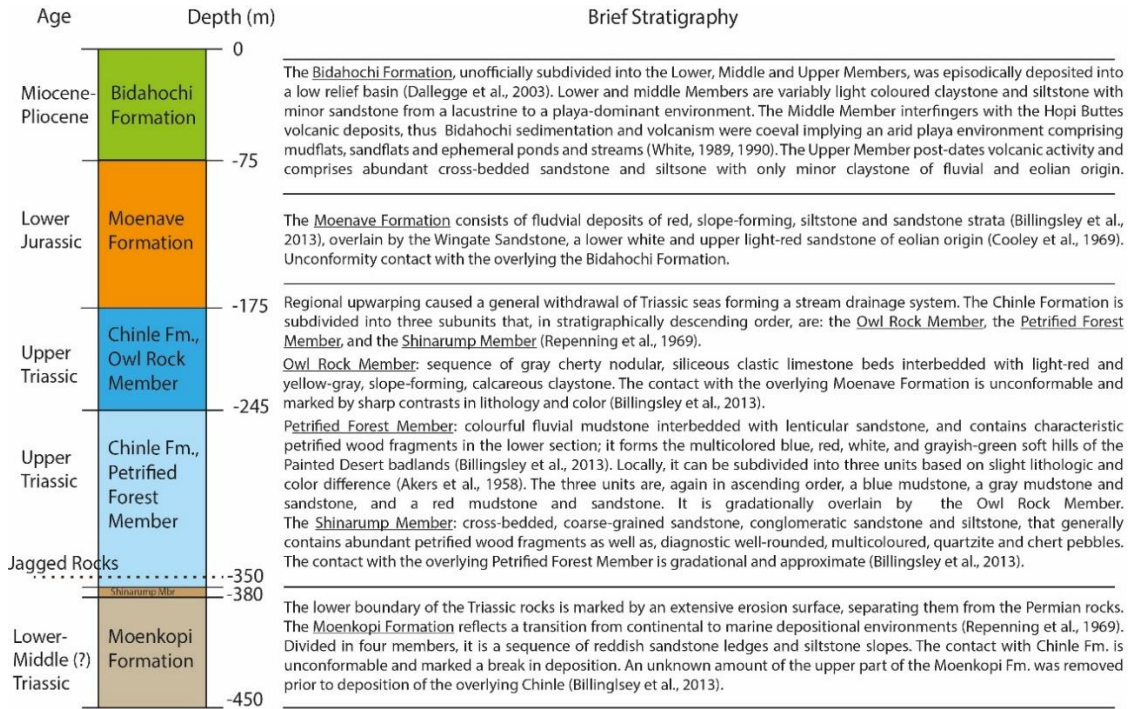 Age
Depth (m)
Brief Stratigraphy
0
Miocene-
Pliocene
Bidahochi
Formation
The Bidahochi Formation, unofficially subdivided into the Lower, Middle and Upper Members, was episodically deposited into
a low relief basin (Dallegge et al., 2003). Lower and middle Members are variably light coloured claystone and siltstone with
minor sandstone from a lacustrine to a playa-dominant environment. The Middle Member interfingers with the Hopi Buttes
volcanic deposits, thus Bidahochi sedimentation and volcanism were coeval implying an arid playa environment comprising
mudflats, sandflats and ephemeral ponds and streams (White, 1989, 1990). The Upper Member post-dates volcanic activity and
comprises abundant cross-bedded sandstone and siltsone with only minor claystone of fluvial and eolian origin.
-75
Lower
Jurassic
Moenave
Formation
The Moenave Formation consists of fludvial deposits of red, slope-forming, siltstone and sandstone strata (Billingsley et al.,
2013), overlain by the Wingate Sandstone, a lower white and upper light-red sandstone of eolian origin (Cooley et al., 1969).
Unconformity contact with the overlying the Bidahochi Formation.
-175
Upper
Triassic
Chinle Fm.,
Owl Rock
Member
Regional upwarping caused a general withdrawal of Triassic seas forming a stream drainage system. The Chinle Formation is
subdivided into three subunits that, in stratigraphically descending order, are: the Owl Rock Member, the Petrified Forest
Member, and the Shinarump Member (Repenning et al., 1969).
Owl Rock Member: sequence of gray cherty nodular, siliceous clastic limestone beds interbedded with light-red and
yellow-gray, slope-forming, calcareous claystone. The contact with the overlying Moenave Formation is unconformable and
marked by sharp contrasts in lithology and color (Billingsley et al., 2013).
-245
Upper
Triassic
Chinle Fm.,
Petrified
Forest
Member
Petrified Forest Member: colourful fluvial mudstone interbedded with lenticular sandstone, and contains characteristic
petrified wood fragments in the lower section; it forms the multicolored blue, red, white, and grayish-green soft hills of the
Painted Desert badlands (Billingsley et al., 2013). Locally, it can be subdivided into three units based on slight lithologic and
color difference (Akers et al., 1958). The three units are, again in ascending order, a blue mudstone, a gray mudstone and
sandstone, and a red mudstone and sandstone. It is gradationally overlain by the Owl Rock Member.
The Shinarump Member: cross-bedded, coarse-grained sandstone, conglomeratic sandstone and siltstone, that generally
contains abundant petrified wood fragments as well as, diagnostic well-rounded, multicoloured, quartzite and chert pebbles.
The contact with the overlying Petrified Forest Member is gradational and approximate (Billingsley et al., 2013).
Jagged Rocks
-350
Shinarump Mbr
-380
Lower-
Middle (?)
Triassic
Moenkopi
Formation
The lower boundary of the Triassic rocks is marked by an extensive erosion surface, separating them from the Permian rocks.
The Moenkopi Formation reflects a transition from continental to marine depositional environments (Repenning et al., 1969).
Divided in four members, it is a sequence of reddish sandstone ledges and siltstone slopes. The contact with Chinle Fm. is
unconformable and marked a break in deposition. An unknown amount of the upper part of the Moenkopi Fm. was removed
prior to deposition of the overlying Chinle (Billinglsey et al., 2013).
-450